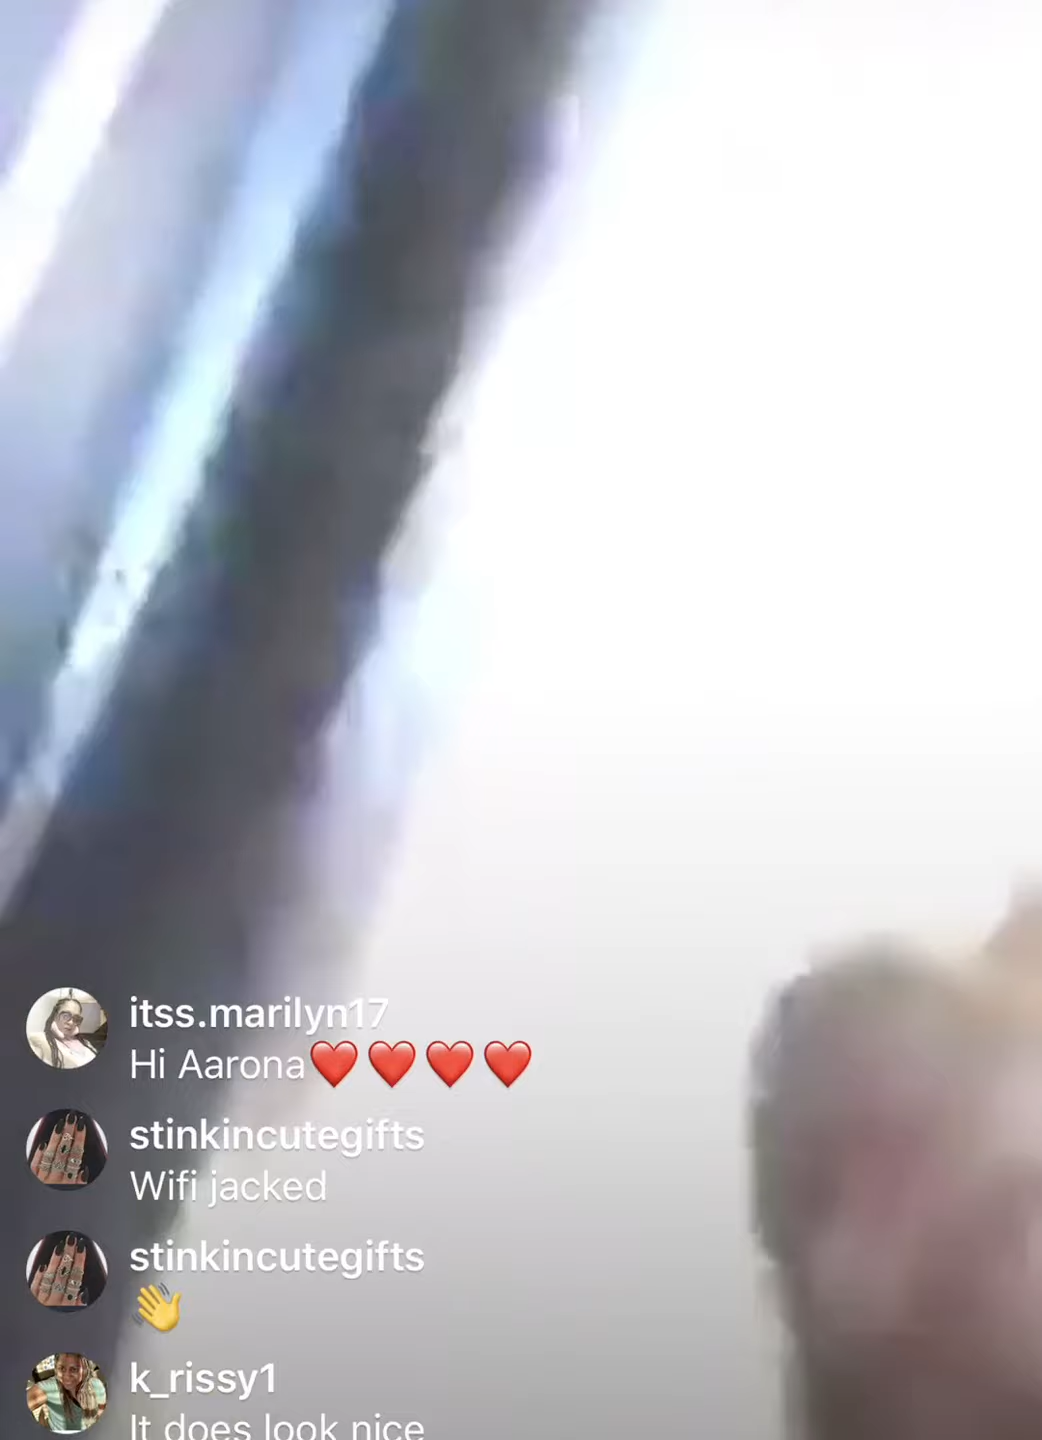 itss.marilyn17
Hi Aarona❤️❤️❤️❤️
stinkincutegifts
Wifi jacked
stinkincutegifts
👋
k_rissy1
It does look nice